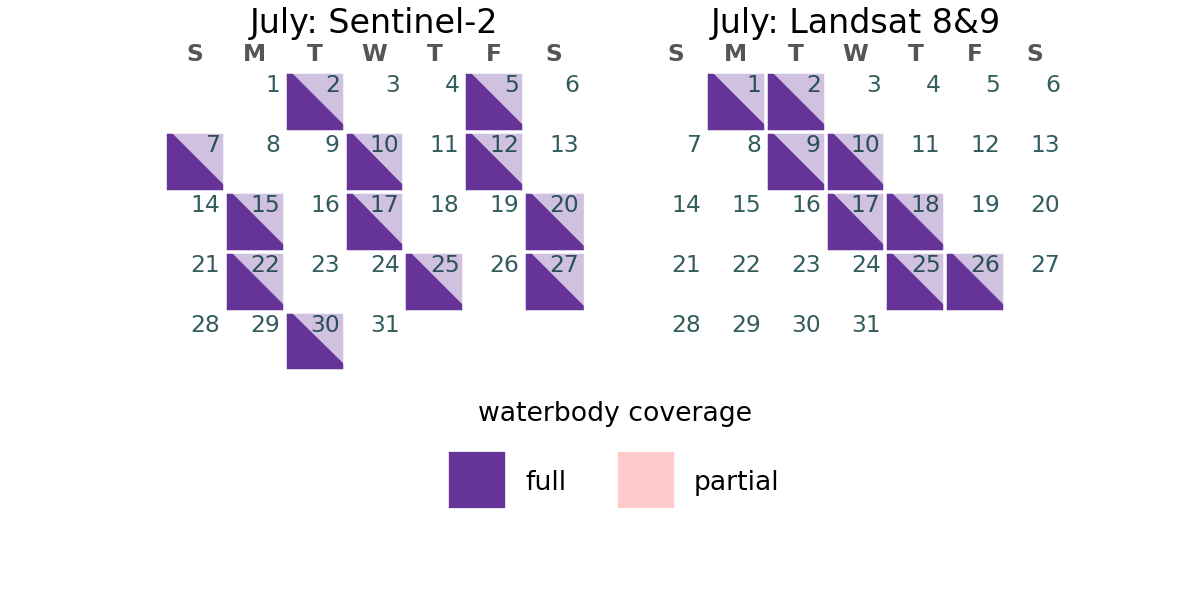 July: Sentinel-2
S M T W T F S
1 2 3 4 5 6
7 8 9 10 11 12 13
14 15 16 17 18 19 20
21 22 23 24 25 26 27
28 29 30 31
July: Landsat 8&9
S M T W T F S
1 2 3 4 5 6
7 8 9 10 11 12 13
14 15 16 17 18 19 20
21 22 23 24 25 26 27
28 29 30 31
waterbody coverage
full
partial